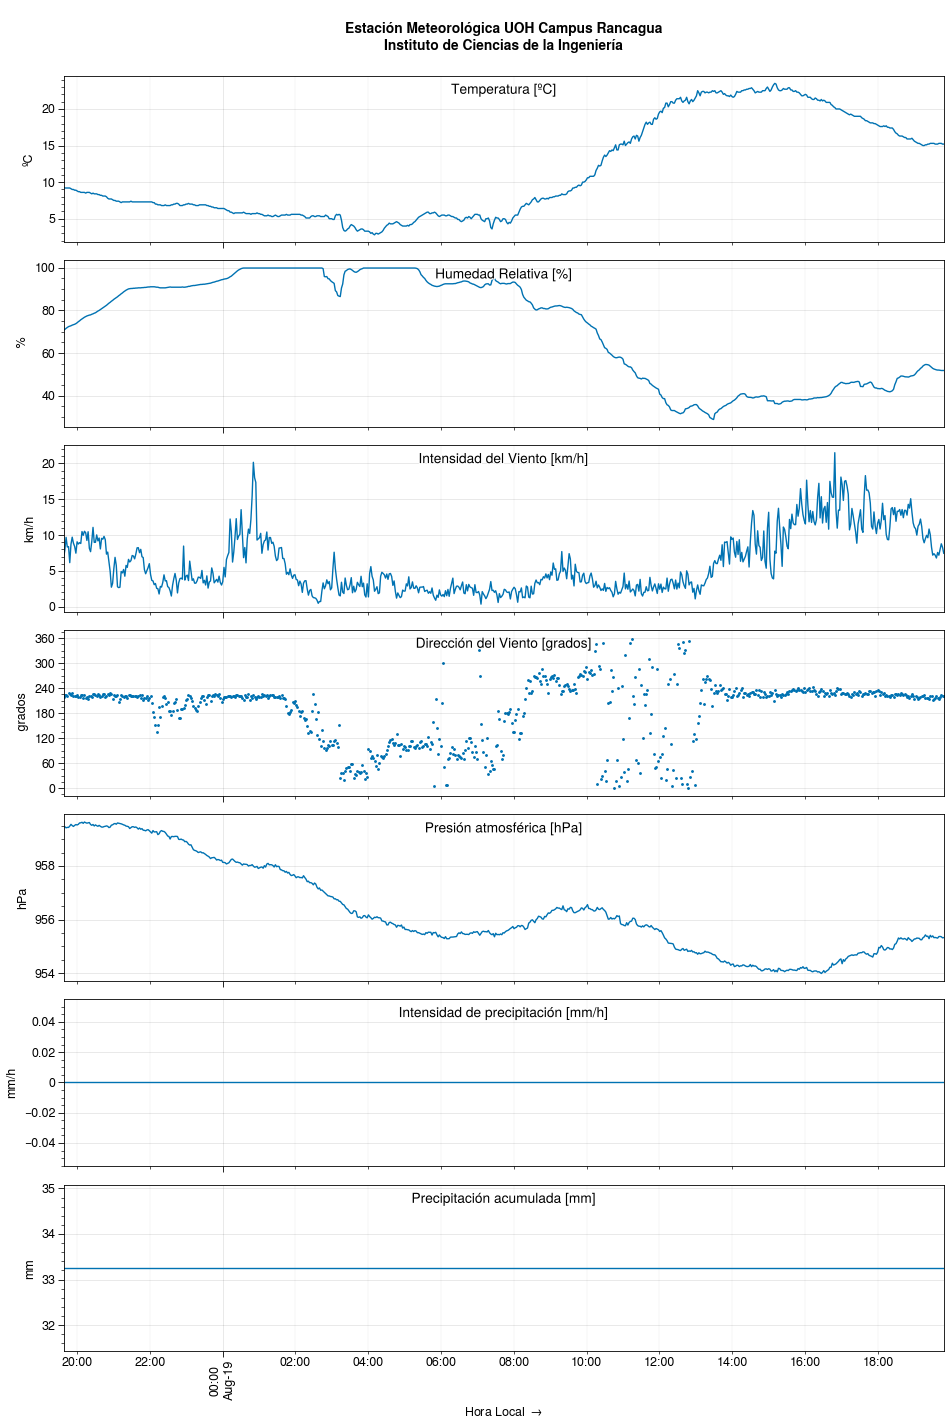 Estación Meteorológica UOH Campus Rancagua
Instituto de Ciencias de la Ingeniería
Temperatura [ºC]
ºC
20
15
10
5
Humedad Relativa [%]
%
100
80
60
40
Intensidad del Viento [km/h]
km/h
20
15
10
5
0
Dirección del Viento [grados]
grados
360
300
240
180
120
60
0
Presión atmosférica [hPa]
hPa
958
956
954
Intensidad de precipitación [mm/h]
mm/h
0.04
0.02
0
−0.02
−0.04
Precipitación acumulada [mm]
mm
35
34
33
32
20:00 22:00 00:00 02:00 04:00 06:00 08:00 10:00 12:00 14:00 16:00 18:00
Aug-19
Hora Local →